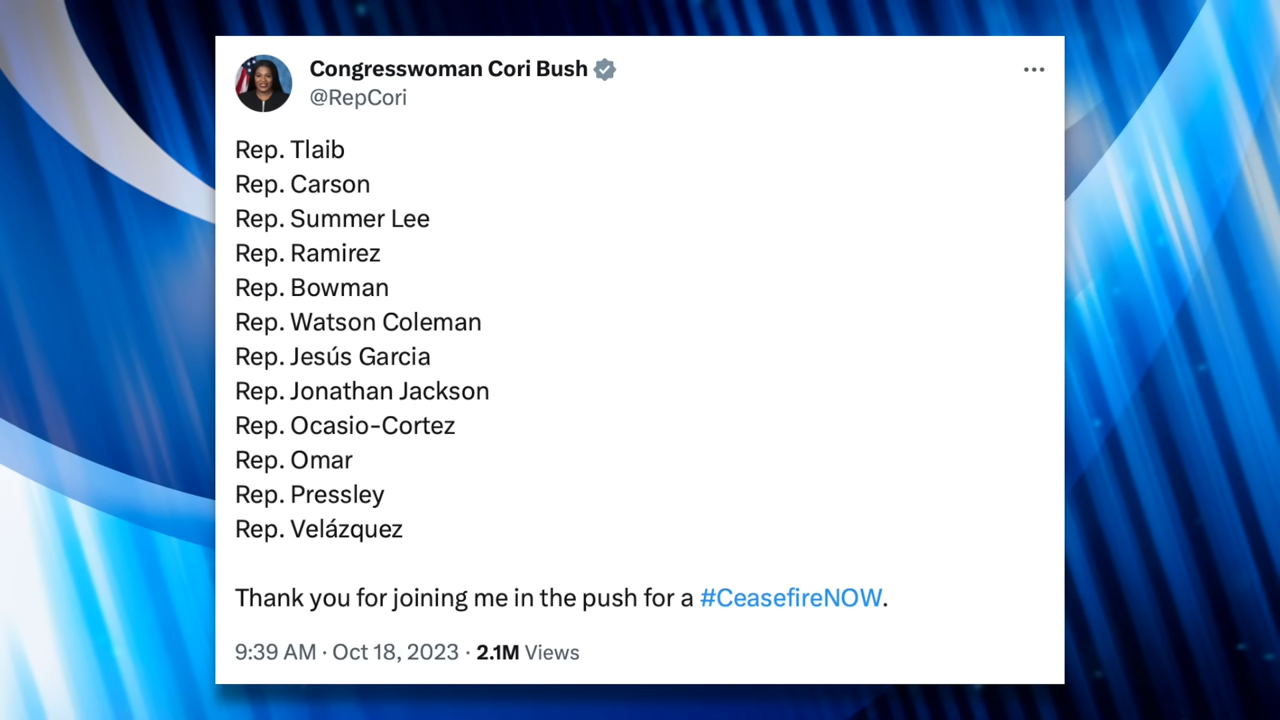 Congresswoman Cori Bush
@RepCori
Rep. Tlaib
Rep. Carson
Rep. Summer Lee
Rep. Ramirez
Rep. Bowman
Rep. Watson Coleman
Rep. Jesús Garcia
Rep. Jonathan Jackson
Rep. Ocasio-Cortez
Rep. Omar
Rep. Pressley
Rep. Velázquez
Thank you for joining me in the push for a #CeasefireNOW.
9:39 AM · Oct 18, 2023 · 2.1M Views